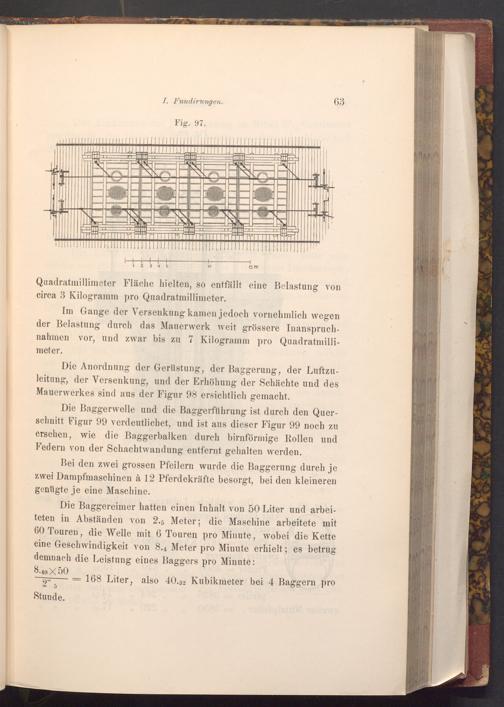 I. Fundirungen.
63
Fig. 97.
1 2 3 4 5 10 15 m
Quadratmillimeter Fläche hielten, so entfällt eine Belastung von
circa 3 Kilogramm pro Quadratmillimeter.
Im Gange der Versenkung kamen jedoch vornehmlich wegen
der Belastung durch das Mauerwerk weit grössere Inanspruch-
nahmen vor, und zwar bis zu 7 Kilogramm pro Quadratmilli-
meter.
Die Anordnung der Gerüstung, der Baggerung, der Luftzu-
leitung, der Versenkung, und der Erhöhung der Schächte und des
Mauerwerkes sind aus der Figur 98 ersichtlich gemacht.
Die Baggerwelle und die Baggerführung ist durch den Quer-
schnitt Figur 99 verdeutlichet, und ist aus dieser Figur 99 noch zu
ersehen, wie die Baggerbalken durch birnförmige Rollen und
Federn von der Schachtwandung entfernt gehalten werden.
Bei den zwei grossen Pfeilern wurde die Baggerung durch je
zwei Dampfmaschinen à 12 Pferdekräfte besorgt, bei den kleineren
genügte je eine Maschine.
Die Baggereimer hatten einen Inhalt von 50 Liter und arbei-
teten in Abständen von 2.5 Meter; die Maschine arbeitete mit
60 Touren, die Welle mit 6 Touren pro Minute, wobei die Kette
eine Geschwindigkeit von 8.4 Meter pro Minute erhielt; es betrug
demnach die Leistung eines Baggers pro Minute:
8.40×50
2.5 = 168 Liter, also 40.32 Kubikmeter bei 4 Baggern pro
Stunde.